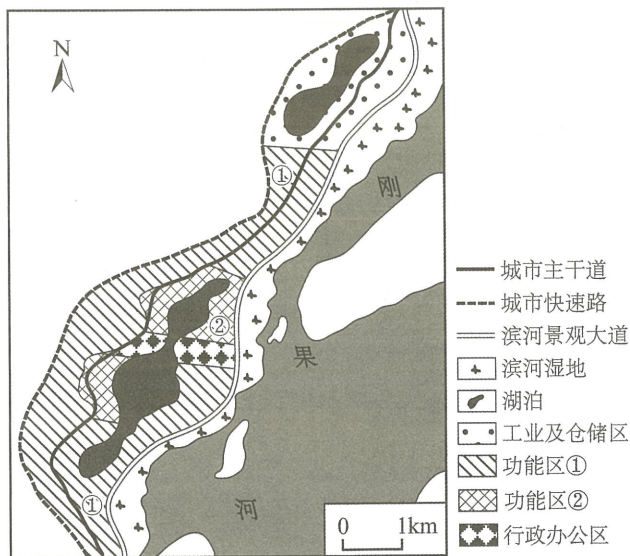 N
①
刚
②
果
①
河
0 1km
城市主干道
城市快速路
滨河景观大道
滨河湿地
湖泊
工业及仓储区
功能区①
功能区②
行政办公区